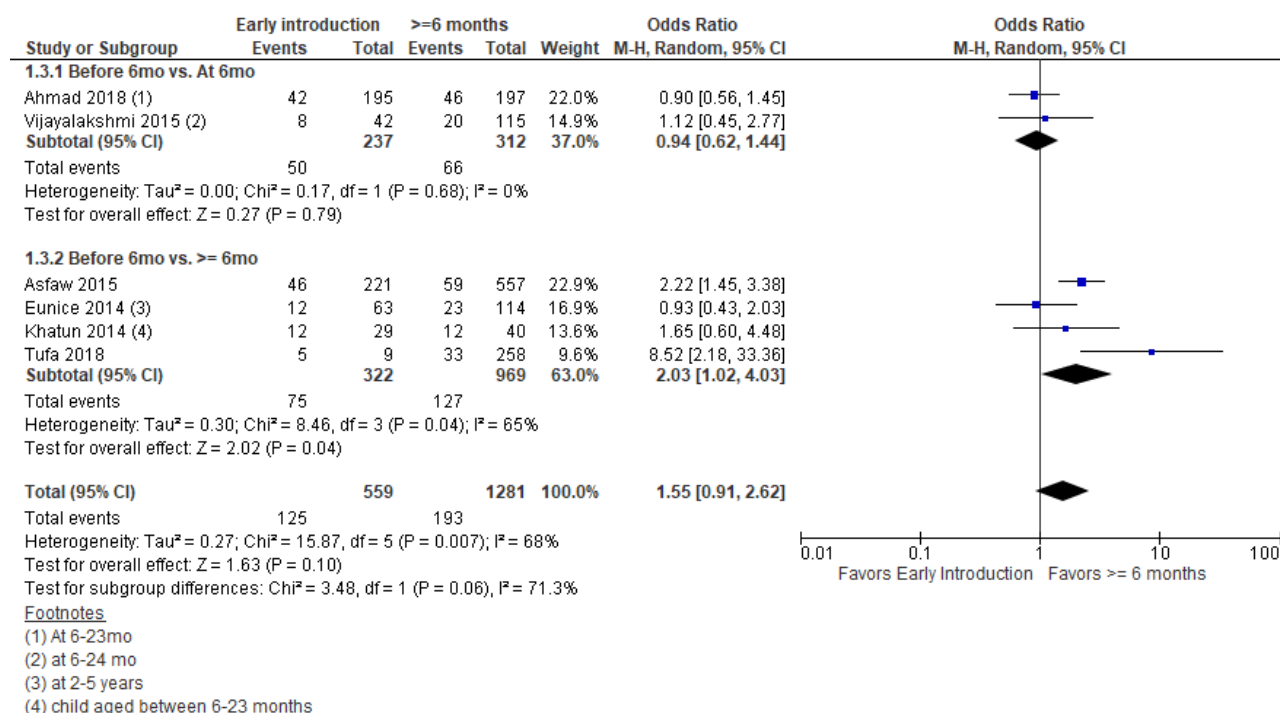 Early introduction >=6 months Odds Ratio Odds Ratio
Study or Subgroup Events Total Events Total Weight M-H, Random, 95% CI M-H, Random, 95% CI
1.3.1 Before 6mo vs. At 6mo
Ahmad 2018 (1) 42 195 46 197 22.0% 0.90 [0.56, 1.45]
Vijayalakshmi 2015 (2) 8 42 20 115 14.9% 1.12 [0.45, 2.77]
Subtotal (95% CI) 237 312 37.0% 0.94 [0.62, 1.44]
Total events 50 66
Heterogeneity: Tau² = 0.00; Chi² = 0.17, df = 1 (P = 0.68); I² = 0%
Test for overall effect: Z = 0.27 (P = 0.79)
1.3.2 Before 6mo vs. >= 6mo
Asfaw 2015 46 221 59 557 22.9% 2.22 [1.45, 3.38]
Eunice 2014 (3) 12 63 23 114 16.9% 0.93 [0.43, 2.03]
Khatun 2014 (4) 12 29 12 40 13.6% 1.65 [0.60, 4.48]
Tufa 2018 5 9 33 258 9.6% 8.52 [2.18, 33.36]
Subtotal (95% CI) 322 969 63.0% 2.03 [1.02, 4.03]
Total events 75 127
Heterogeneity: Tau² = 0.30; Chi² = 8.46, df = 3 (P = 0.04); I² = 65%
Test for overall effect: Z = 2.02 (P = 0.04)
Total (95% CI) 559 1281 100.0% 1.55 [0.91, 2.62]
Total events 125 193
Heterogeneity: Tau² = 0.27; Chi² = 15.87, df = 5 (P = 0.007); I² = 68%
Test for overall effect: Z = 1.63 (P = 0.10)
Test for subgroup differences: Chi² = 3.48, df = 1 (P = 0.06), I² = 71.3%
0.01 0.1 1 10 100
Favors Early Introduction Favors >= 6 months
Footnotes
(1) At 6-23mo
(2) at 6-24 mo
(3) at 2-5 years
(4) child aged between 6-23 months